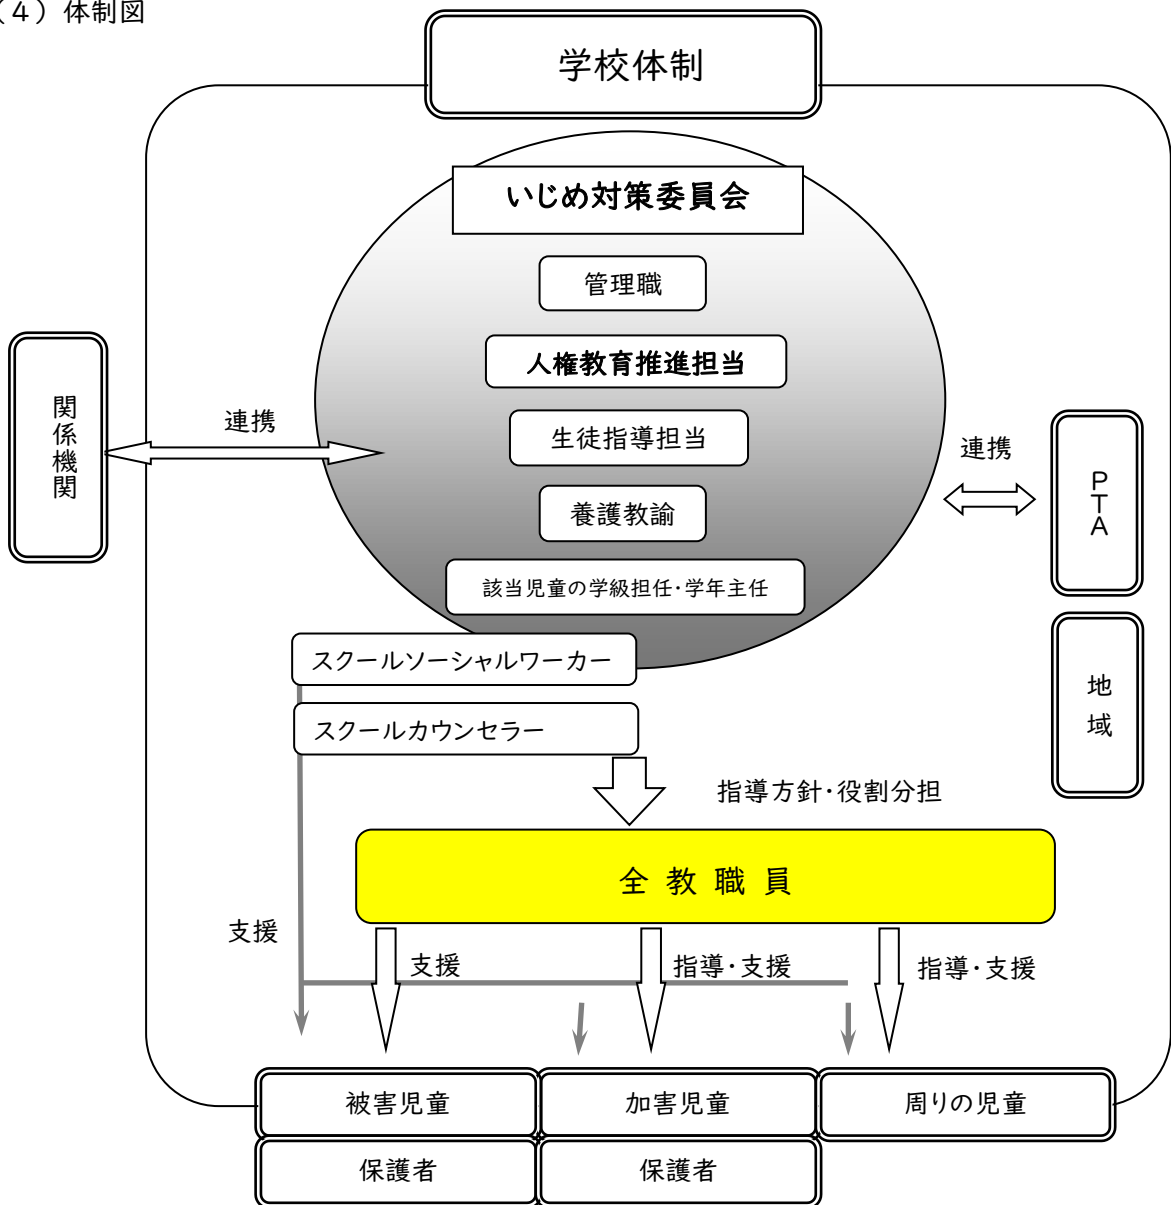 （４）体制図
学校体制
いじめ対策委員会
管理職
人権教育推進担当
生徒指導担当
養護教諭
該当児童の学級担任・学年主任
スクールソーシャルワーカー
スクールカウンセラー
関係機関
連携
連携
PTA
地域
指導方針・役割分担
全教職員
支援
支援
指導・支援
指導・支援
被害児童
加害児童
周りの児童
保護者
保護者